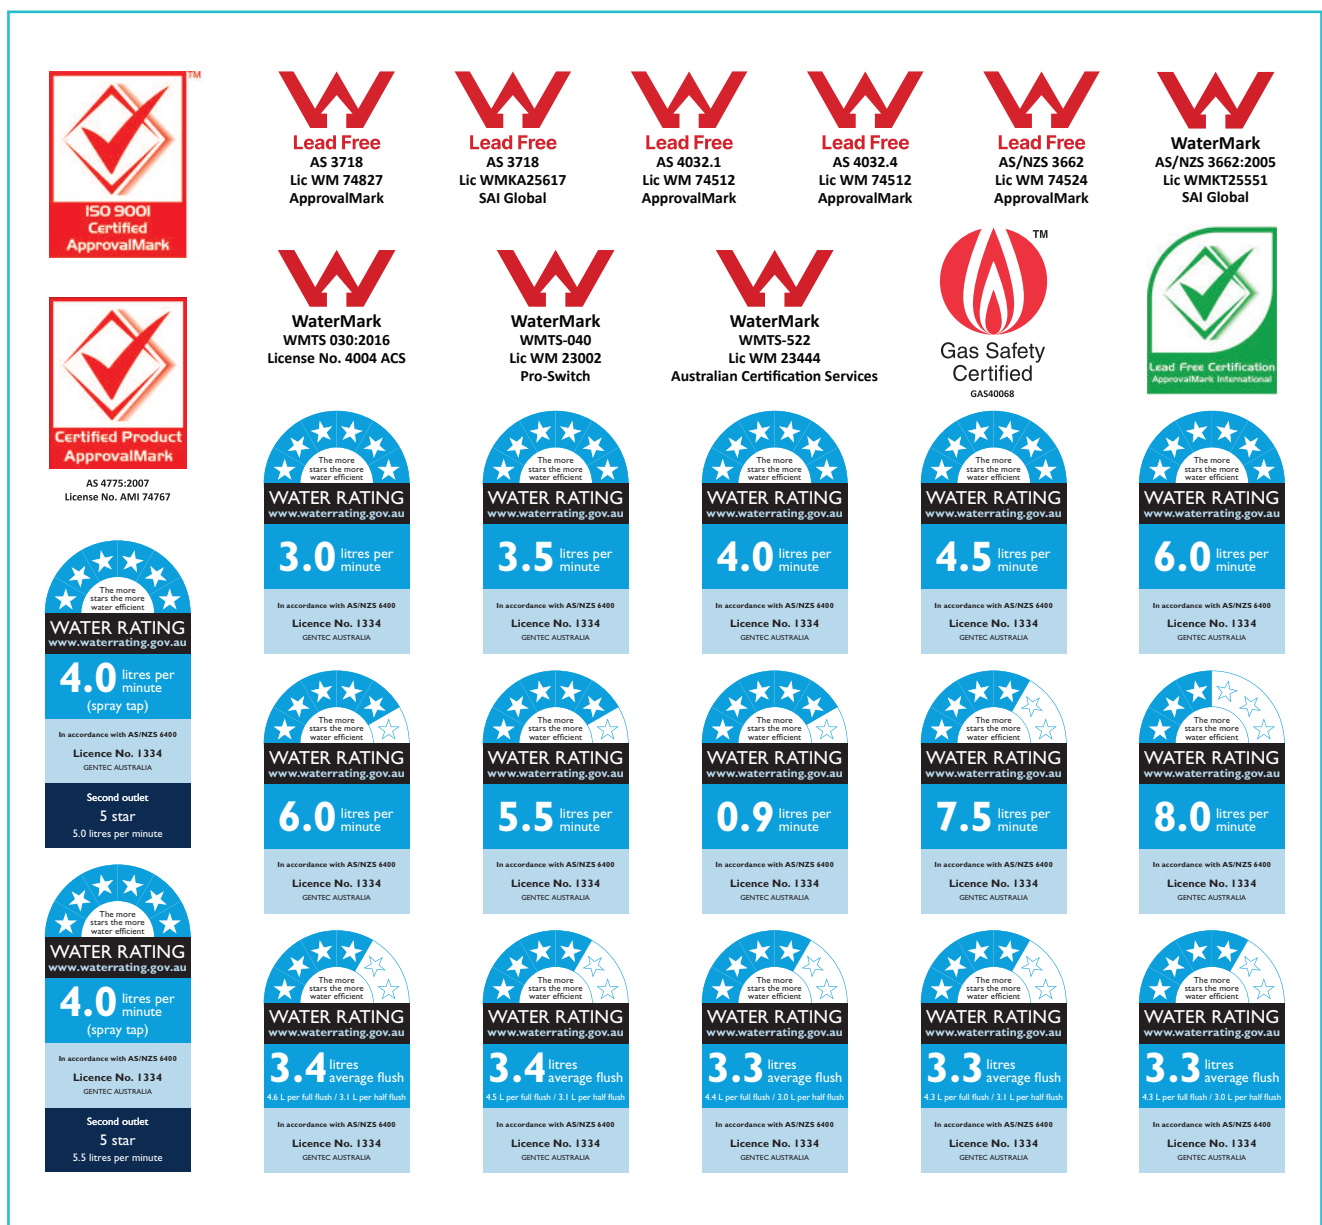 TM
ISO 9001
Certified
ApprovalMark
Lead Free
AS 3718
Lic WM 74827
ApprovalMark
Lead Free
AS 3718
Lic WMKA25617
SAI Global
Lead Free
AS 4032.1
Lic WM 74512
ApprovalMark
Lead Free
AS 4032.4
Lic WM 74512
ApprovalMark
Lead Free
AS/NZS 3662
Lic WM 74524
ApprovalMark
WaterMark
AS/NZS 3662:2005
Lic WMKT25551
SAI Global
Certified Product
ApprovalMark
AS 4775:2007
License No. AMI 74767
WaterMark
WMTS 030:2016
License No. 4004 ACS
WaterMark
WMTS-040
Lic WM 23002
Pro-Switch
WaterMark
WMTS-522
Lic WM 23444
Australian Certification Services
TM
Gas Safety
Certified
GAS40068
Lead Free Certification
ApprovalMark International
The more
stars the more
water efficient
WATER RATING
www.waterrating.gov.au
3.0 litres per
minute
In accordance with AS/NZS 6400
Licence No. 1334
GENTEC AUSTRALIA
The more
stars the more
water efficient
WATER RATING
www.waterrating.gov.au
3.5 litres per
minute
In accordance with AS/NZS 6400
Licence No. 1334
GENTEC AUSTRALIA
The more
stars the more
water efficient
WATER RATING
www.waterrating.gov.au
4.0 litres per
minute
In accordance with AS/NZS 6400
Licence No. 1334
GENTEC AUSTRALIA
The more
stars the more
water efficient
WATER RATING
www.waterrating.gov.au
4.5 litres per
minute
In accordance with AS/NZS 6400
Licence No. 1334
GENTEC AUSTRALIA
The more
stars the more
water efficient
WATER RATING
www.waterrating.gov.au
6.0 litres per
minute
In accordance with AS/NZS 6400
Licence No. 1334
GENTEC AUSTRALIA
The more
stars the more
water efficient
WATER RATING
www.waterrating.gov.au
4.0 litres per
minute
(spray tap)
In accordance with AS/NZS 6400
Licence No. 1334
GENTEC AUSTRALIA
Second outlet
5 star
5.0 litres per minute
The more
stars the more
water efficient
WATER RATING
www.waterrating.gov.au
6.0 litres per
minute
In accordance with AS/NZS 6400
Licence No. 1334
GENTEC AUSTRALIA
The more
stars the more
water efficient
WATER RATING
www.waterrating.gov.au
5.5 litres per
minute
In accordance with AS/NZS 6400
Licence No. 1334
GENTEC AUSTRALIA
The more
stars the more
water efficient
WATER RATING
www.waterrating.gov.au
0.9 litres per
minute
In accordance with AS/NZS 6400
Licence No. 1334
GENTEC AUSTRALIA
The more
stars the more
water efficient
WATER RATING
www.waterrating.gov.au
7.5 litres per
minute
In accordance with AS/NZS 6400
Licence No. 1334
GENTEC AUSTRALIA
The more
stars the more
water efficient
WATER RATING
www.waterrating.gov.au
8.0 litres per
minute
In accordance with AS/NZS 6400
Licence No. 1334
GENTEC AUSTRALIA
The more
stars the more
water efficient
WATER RATING
www.waterrating.gov.au
4.0 litres per
minute
(spray tap)
In accordance with AS/NZS 6400
Licence No. 1334
GENTEC AUSTRALIA
Second outlet
5 star
5.5 litres per minute
The more
stars the more
water efficient
WATER RATING
www.waterrating.gov.au
3.4 litres
average flush
4.6 L per full flush / 3.1 L per half flush
In accordance with AS/NZS 6400
Licence No. 1334
GENTEC AUSTRALIA
The more
stars the more
water efficient
WATER RATING
www.waterrating.gov.au
3.4 litres
average flush
4.5 L per full flush / 3.1 L per half flush
In accordance with AS/NZS 6400
Licence No. 1334
GENTEC AUSTRALIA
The more
stars the more
water efficient
WATER RATING
www.waterrating.gov.au
3.3 litres
average flush
4.4 L per full flush / 3.0 L per half flush
In accordance with AS/NZS 6400
Licence No. 1334
GENTEC AUSTRALIA
The more
stars the more
water efficient
WATER RATING
www.waterrating.gov.au
3.3 litres
average flush
4.3 L per full flush / 3.1 L per half flush
In accordance with AS/NZS 6400
Licence No. 1334
GENTEC AUSTRALIA
The more
stars the more
water efficient
WATER RATING
www.waterrating.gov.au
3.3 litres
average flush
4.3 L per full flush / 3.0 L per half flush
In accordance with AS/NZS 6400
Licence No. 1334
GENTEC AUSTRALIA